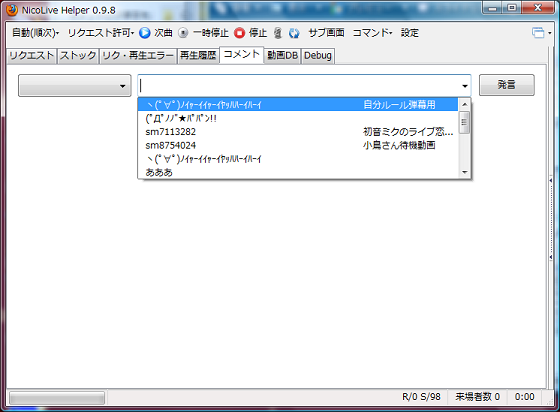 NicoLive Helper 0.9.8
自動(順次)・ リクエスト許可・ 次曲 一時停止 停止 サブ画面 コマンド・ 設定
リクエスト ストック リク・再生エラー 再生履歴 コメント 動画DB Debug
発言
ヽ(ﾟ∀ﾟ)ﾉｲｬｰｲｨｬｰｲﾔｯﾊﾙｰｲﾊｰｲ 自分ルール弾幕用
(ﾟДﾟﾉﾉﾞ★ﾊﾟﾊﾟﾝ!!
sm7113282 初音ミクのライブ恋...
sm8754024 小鳥さん待機動画
ヽ(ﾟ∀ﾟ)ﾉｲｬｰｲｨｬｰｲﾔｯﾊﾙｰｲﾊｰｲ
あああ
R/0 S/98 来場者数 0 0:00